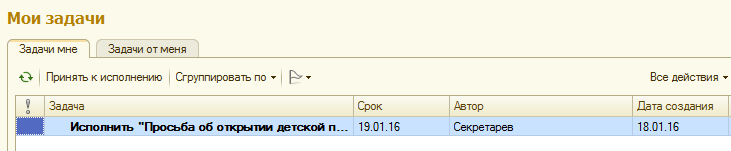 Мои задачи
Задачи мне Задачи от меня
Принять к исполнению Сгруппировать по Все действия
! Задача Срок Автор Дата создания
Исполнить "Просьба об открытии детской п... 19.01.16 Секретарев 18.01.16